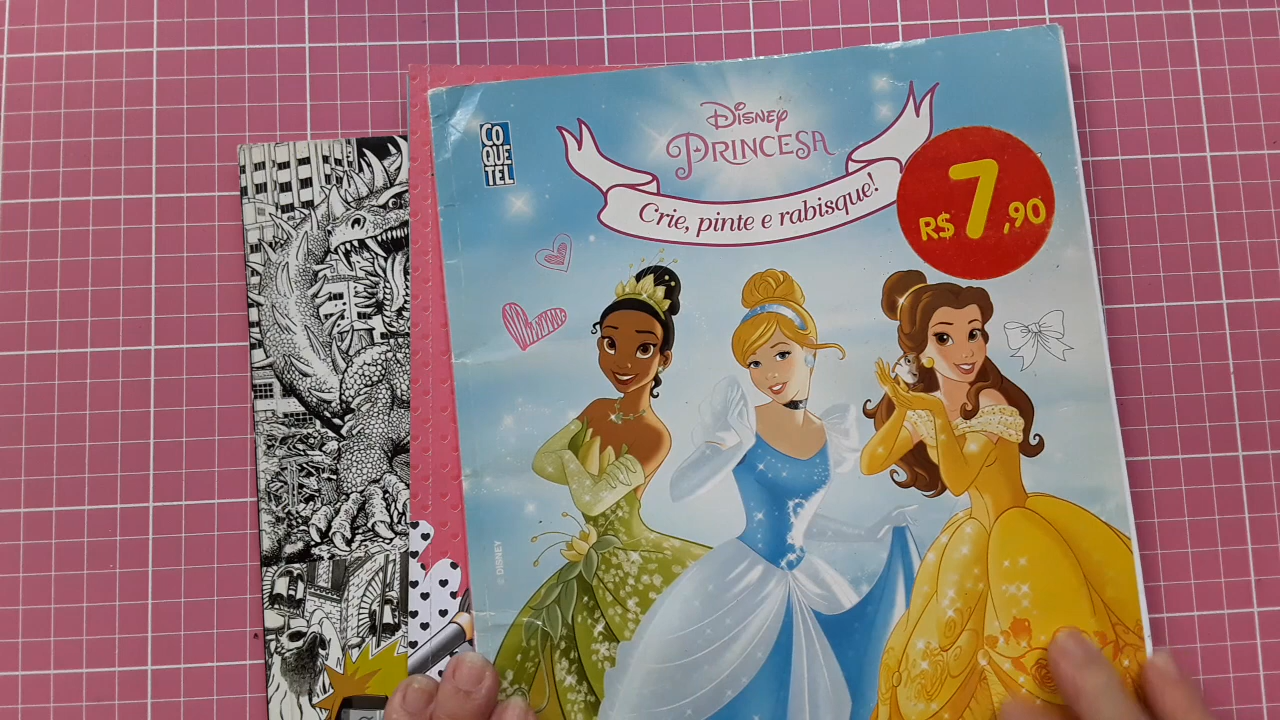 CO
QUE
TEL
Disney
PRINCESA
Crie, pinte e rabisque!
R$ 7,90
© DISNEY